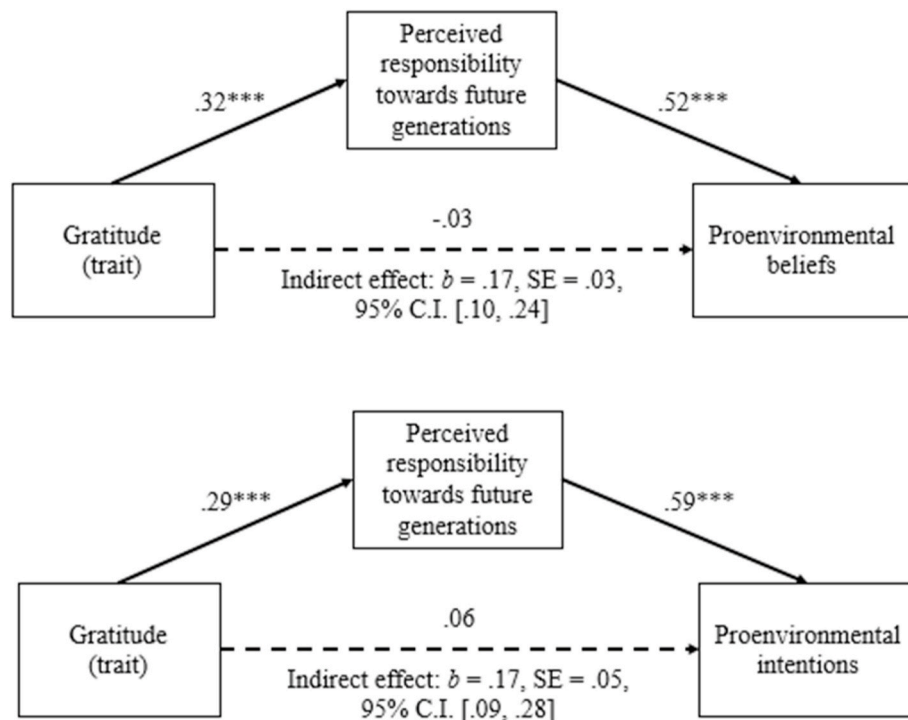 Perceived
responsibility
towards future
generations
.32***
.52***
Gratitude
(trait)
-.03
Proenvironmental
beliefs
Indirect effect: b = .17, SE = .03,
95% C.I. [.10, .24]
Perceived
responsibility
towards future
generations
.29***
.59***
Gratitude
(trait)
.06
Proenvironmental
intentions
Indirect effect: b = .17, SE = .05,
95% C.I. [.09, .28]